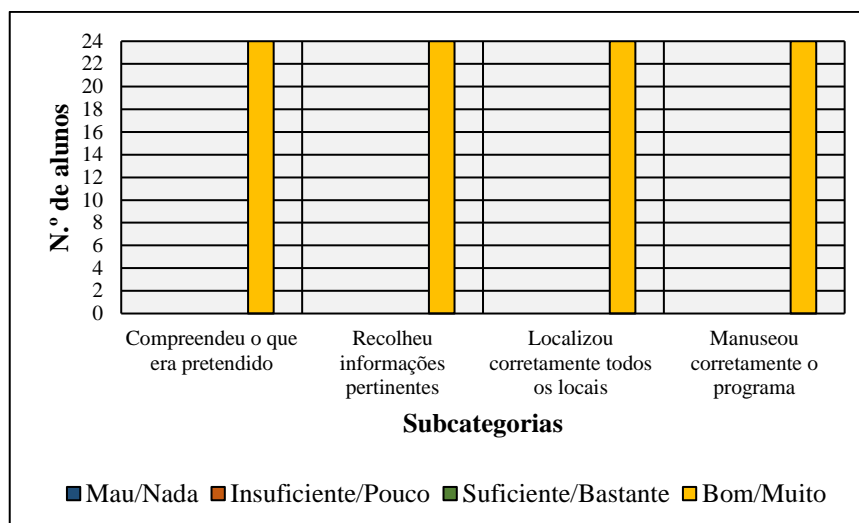 24
22
20
18
16
14
12
10
8
6
4
2
0
N.º de alunos
Compreendeu o que
era pretendido
Recolheu
informações
pertinentes
Localizou
corretamente todos
os locais
Manuseou
corretamente o
programa
Subcategorias
Mau/Nada Insuficiente/Pouco Suficiente/Bastante Bom/Muito